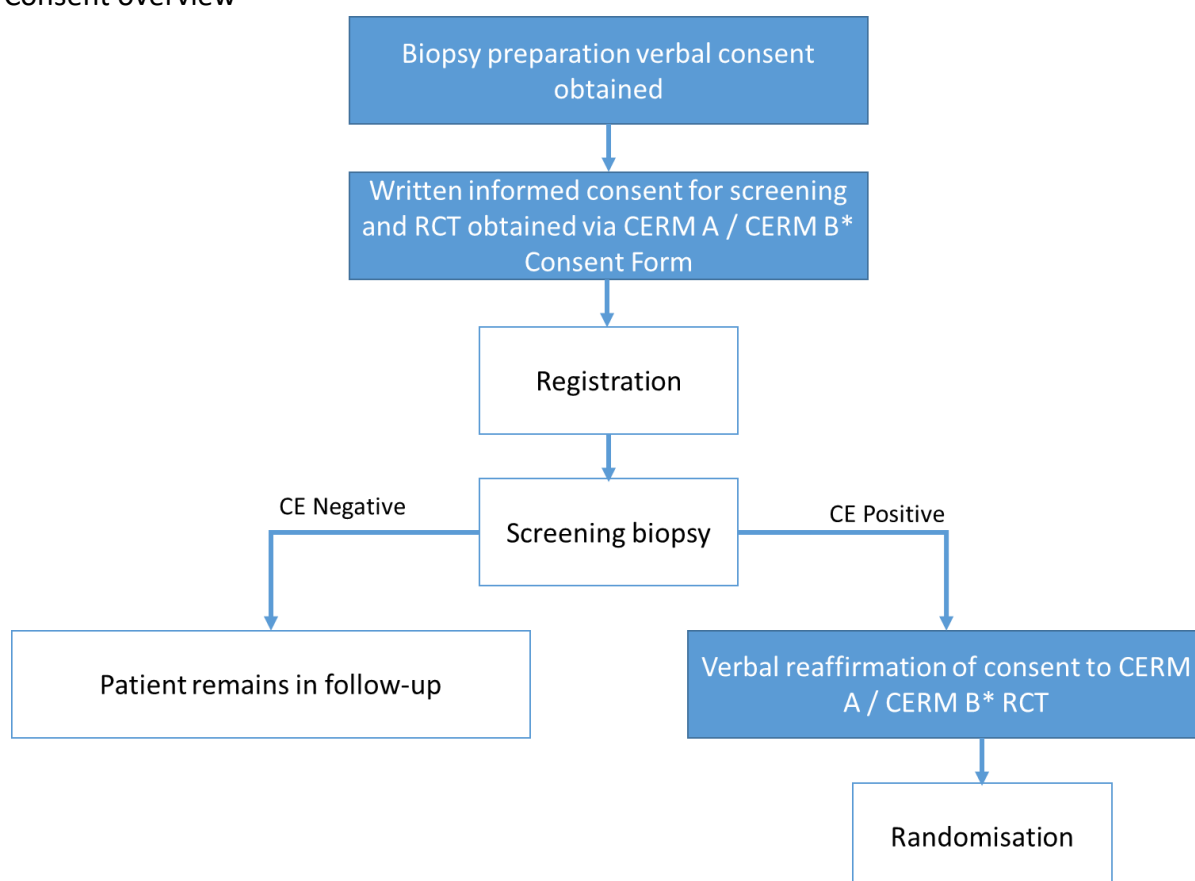 Consent overview
Biopsy preparation verbal consent
obtained
Written informed consent for screening
and RCT obtained via CERM A / CERM B*
Consent Form
Registration
CE Negative
CE Positive
Screening biopsy
Patient remains in follow-up
Verbal reaffirmation of consent to CERM
A / CERM B* RCT
Randomisation